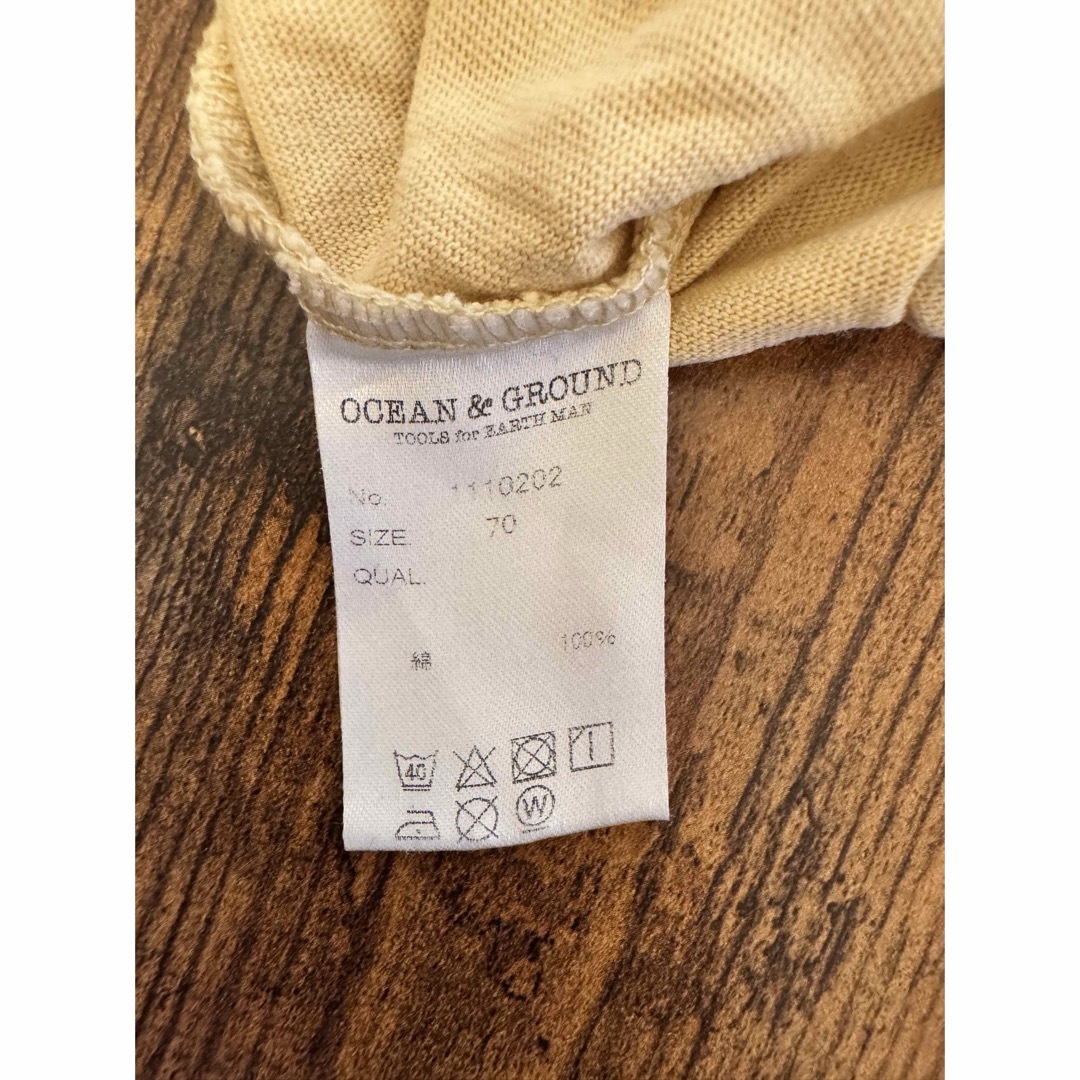 OCEAN & GROUND
TOOLS for EARTH MAN
No. 1110202
SIZE. 70
QUAL.
綿 100%
40
W